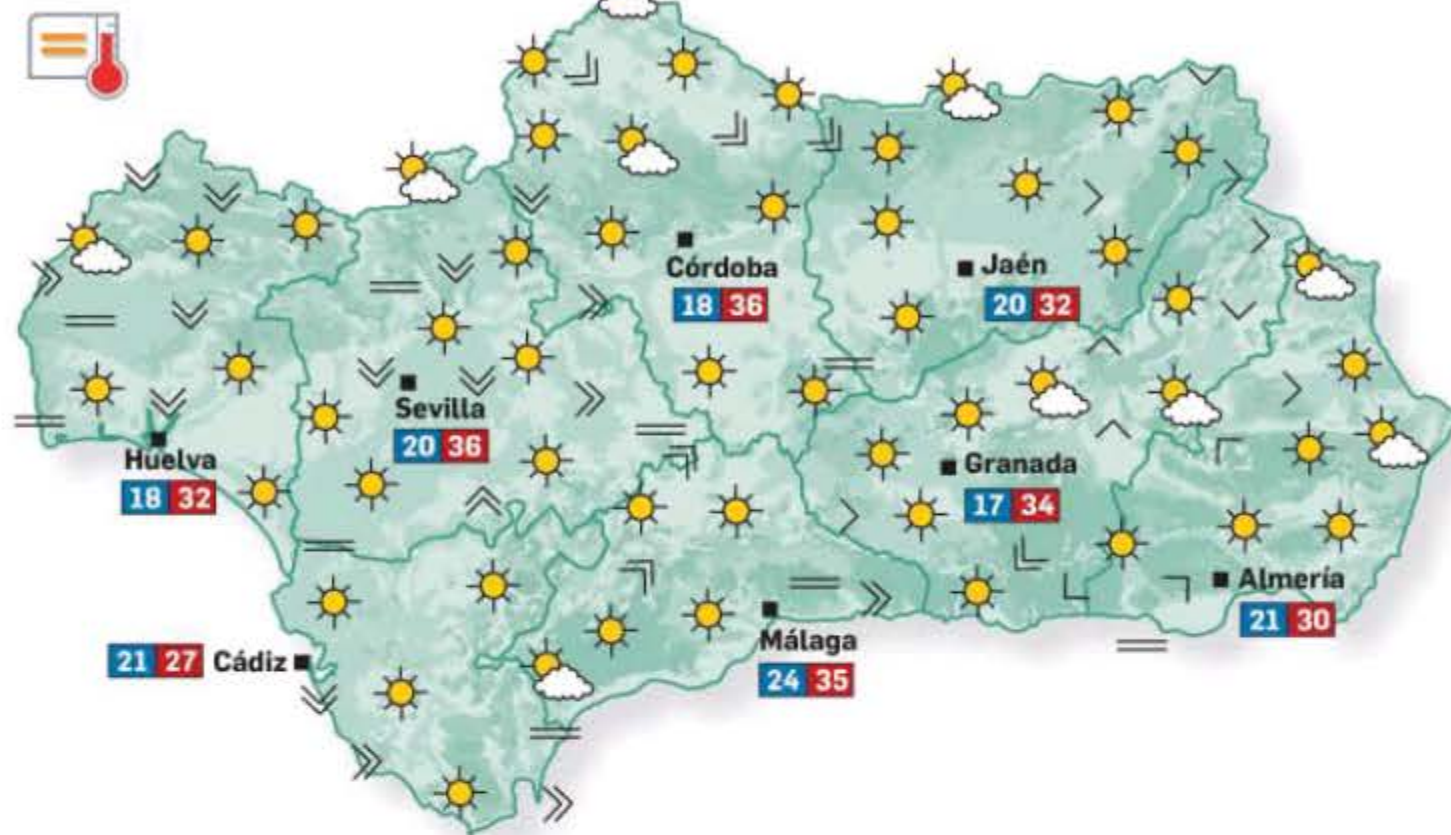 Córdoba
18 36
Jaén
20 32
Sevilla
20 36
Huelva
18 32
Granada
17 34
Almería
21 30
21 27 Cádiz
Málaga
24 35